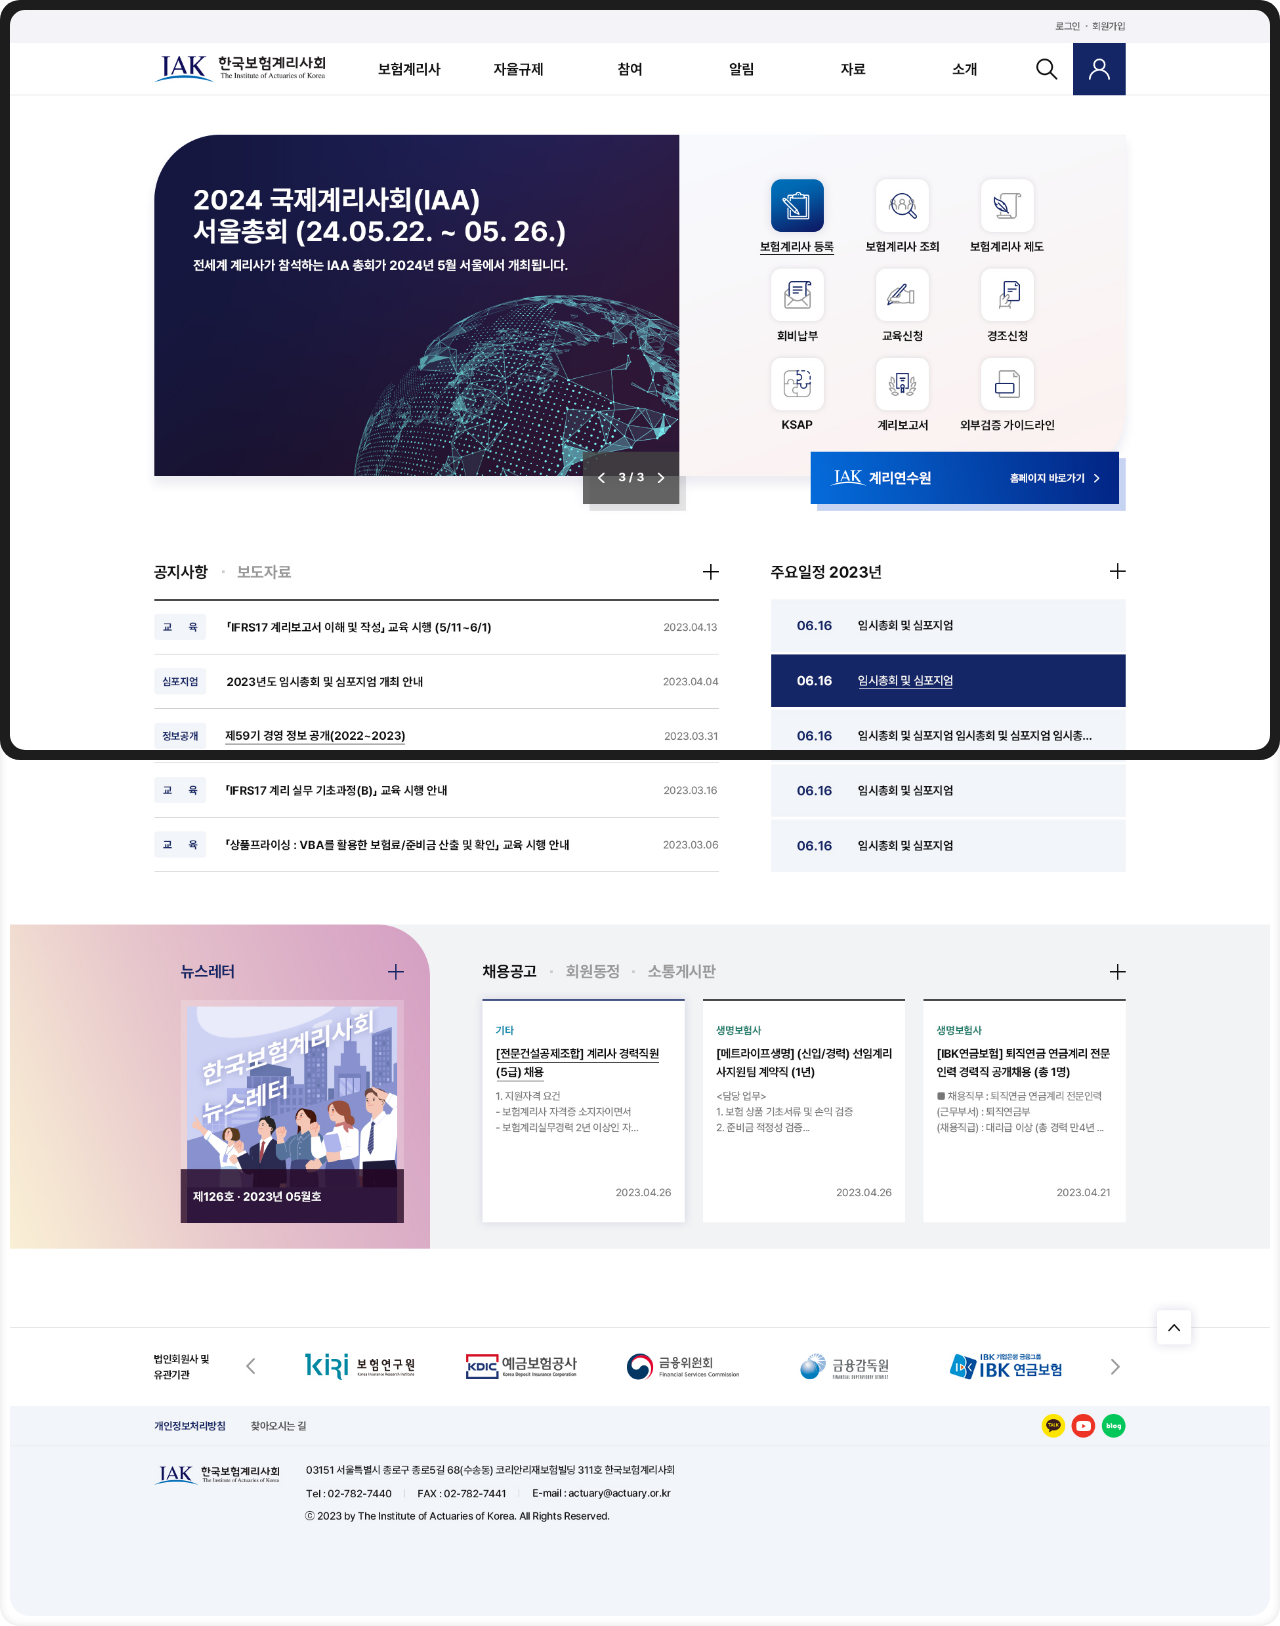 로그인 · 회원가입
IAK 한국보험계리사회
The Institute of Actuaries of Korea
보험계리사 자율규제 참여 알림 자료 소개
2024 국제계리사회(IAA)
서울총회 (24.05.22. ~ 05. 26.)
전세계 계리사가 참석하는 IAA 총회가 2024년 5월 서울에서 개최됩니다.
3 / 3
보험계리사 등록 보험계리사 조회 보험계리사 제도
회비납부 교육신청 경조신청
KSAP 계리보고서 외부검증 가이드라인
IAK 계리연수원 홈페이지 바로가기
공지사항 · 보도자료
교 육 「IFRS17 계리보고서 이해 및 작성」 교육 시행 (5/11~6/1) 2023.04.13
심포지엄 2023년도 임시총회 및 심포지엄 개최 안내 2023.04.04
정보공개 제59기 경영 정보 공개(2022~2023) 2023.03.31
교 육 「IFRS17 계리 실무 기초과정(B)」 교육 시행 안내 2023.03.16
교 육 「상품프라이싱 : VBA를 활용한 보험료/준비금 산출 및 확인」 교육 시행 안내 2023.03.06
주요일정 2023년
06.16 임시총회 및 심포지엄
06.16 임시총회 및 심포지엄
06.16 임시총회 및 심포지엄 임시총회 및 심포지엄 임시총...
06.16 임시총회 및 심포지엄
06.16 임시총회 및 심포지엄
뉴스레터
한국보험계리사회
뉴스레터
제126호 · 2023년 05월호
채용공고 · 회원동정 · 소통게시판
기타
[전문건설공제조합] 계리사 경력직원
(5급) 채용
1. 지원자격 요건
- 보험계리사 자격증 소지자이면서
- 보험계리실무경력 2년 이상인 자...
2023.04.26
생명보험사
[메트라이프생명] (신입/경력) 선임계리
사지원팀 계약직 (1년)
<담당 업무>
1. 보험 상품 기초서류 및 손익 검증
2. 준비금 적정성 검증...
2023.04.26
생명보험사
[IBK연금보험] 퇴직연금 연금계리 전문
인력 경력직 공개채용 (총 1명)
■ 채용직무 : 퇴직연금 연금계리 전문인력
(근무부서) : 퇴직연금부
(채용직급) : 대리급 이상 (총 경력 만4년 ...
2023.04.21
법인회원사 및
유관기관
kiri 보험연구원
Korea Insurance Research Institute
KDIC 예금보험공사
Korea Deposit Insurance Corporation
금융위원회
Financial Services Commission
금융감독원
FINANCIAL SUPERVISORY SERVICE
IBK 기업은행 금융그룹
IBK 연금보험
개인정보처리방침 찾아오시는 길
TALK
blog
IAK 한국보험계리사회
The Institute of Actuaries of Korea
03151 서울특별시 종로구 종로5길 68(수송동) 코리안리재보험빌딩 311호 한국보험계리사회
Tel : 02-782-7440 | FAX : 02-782-7441 | E-mail : actuary@actuary.or.kr
ⓒ 2023 by The Institute of Actuaries of Korea. All Rights Reserved.